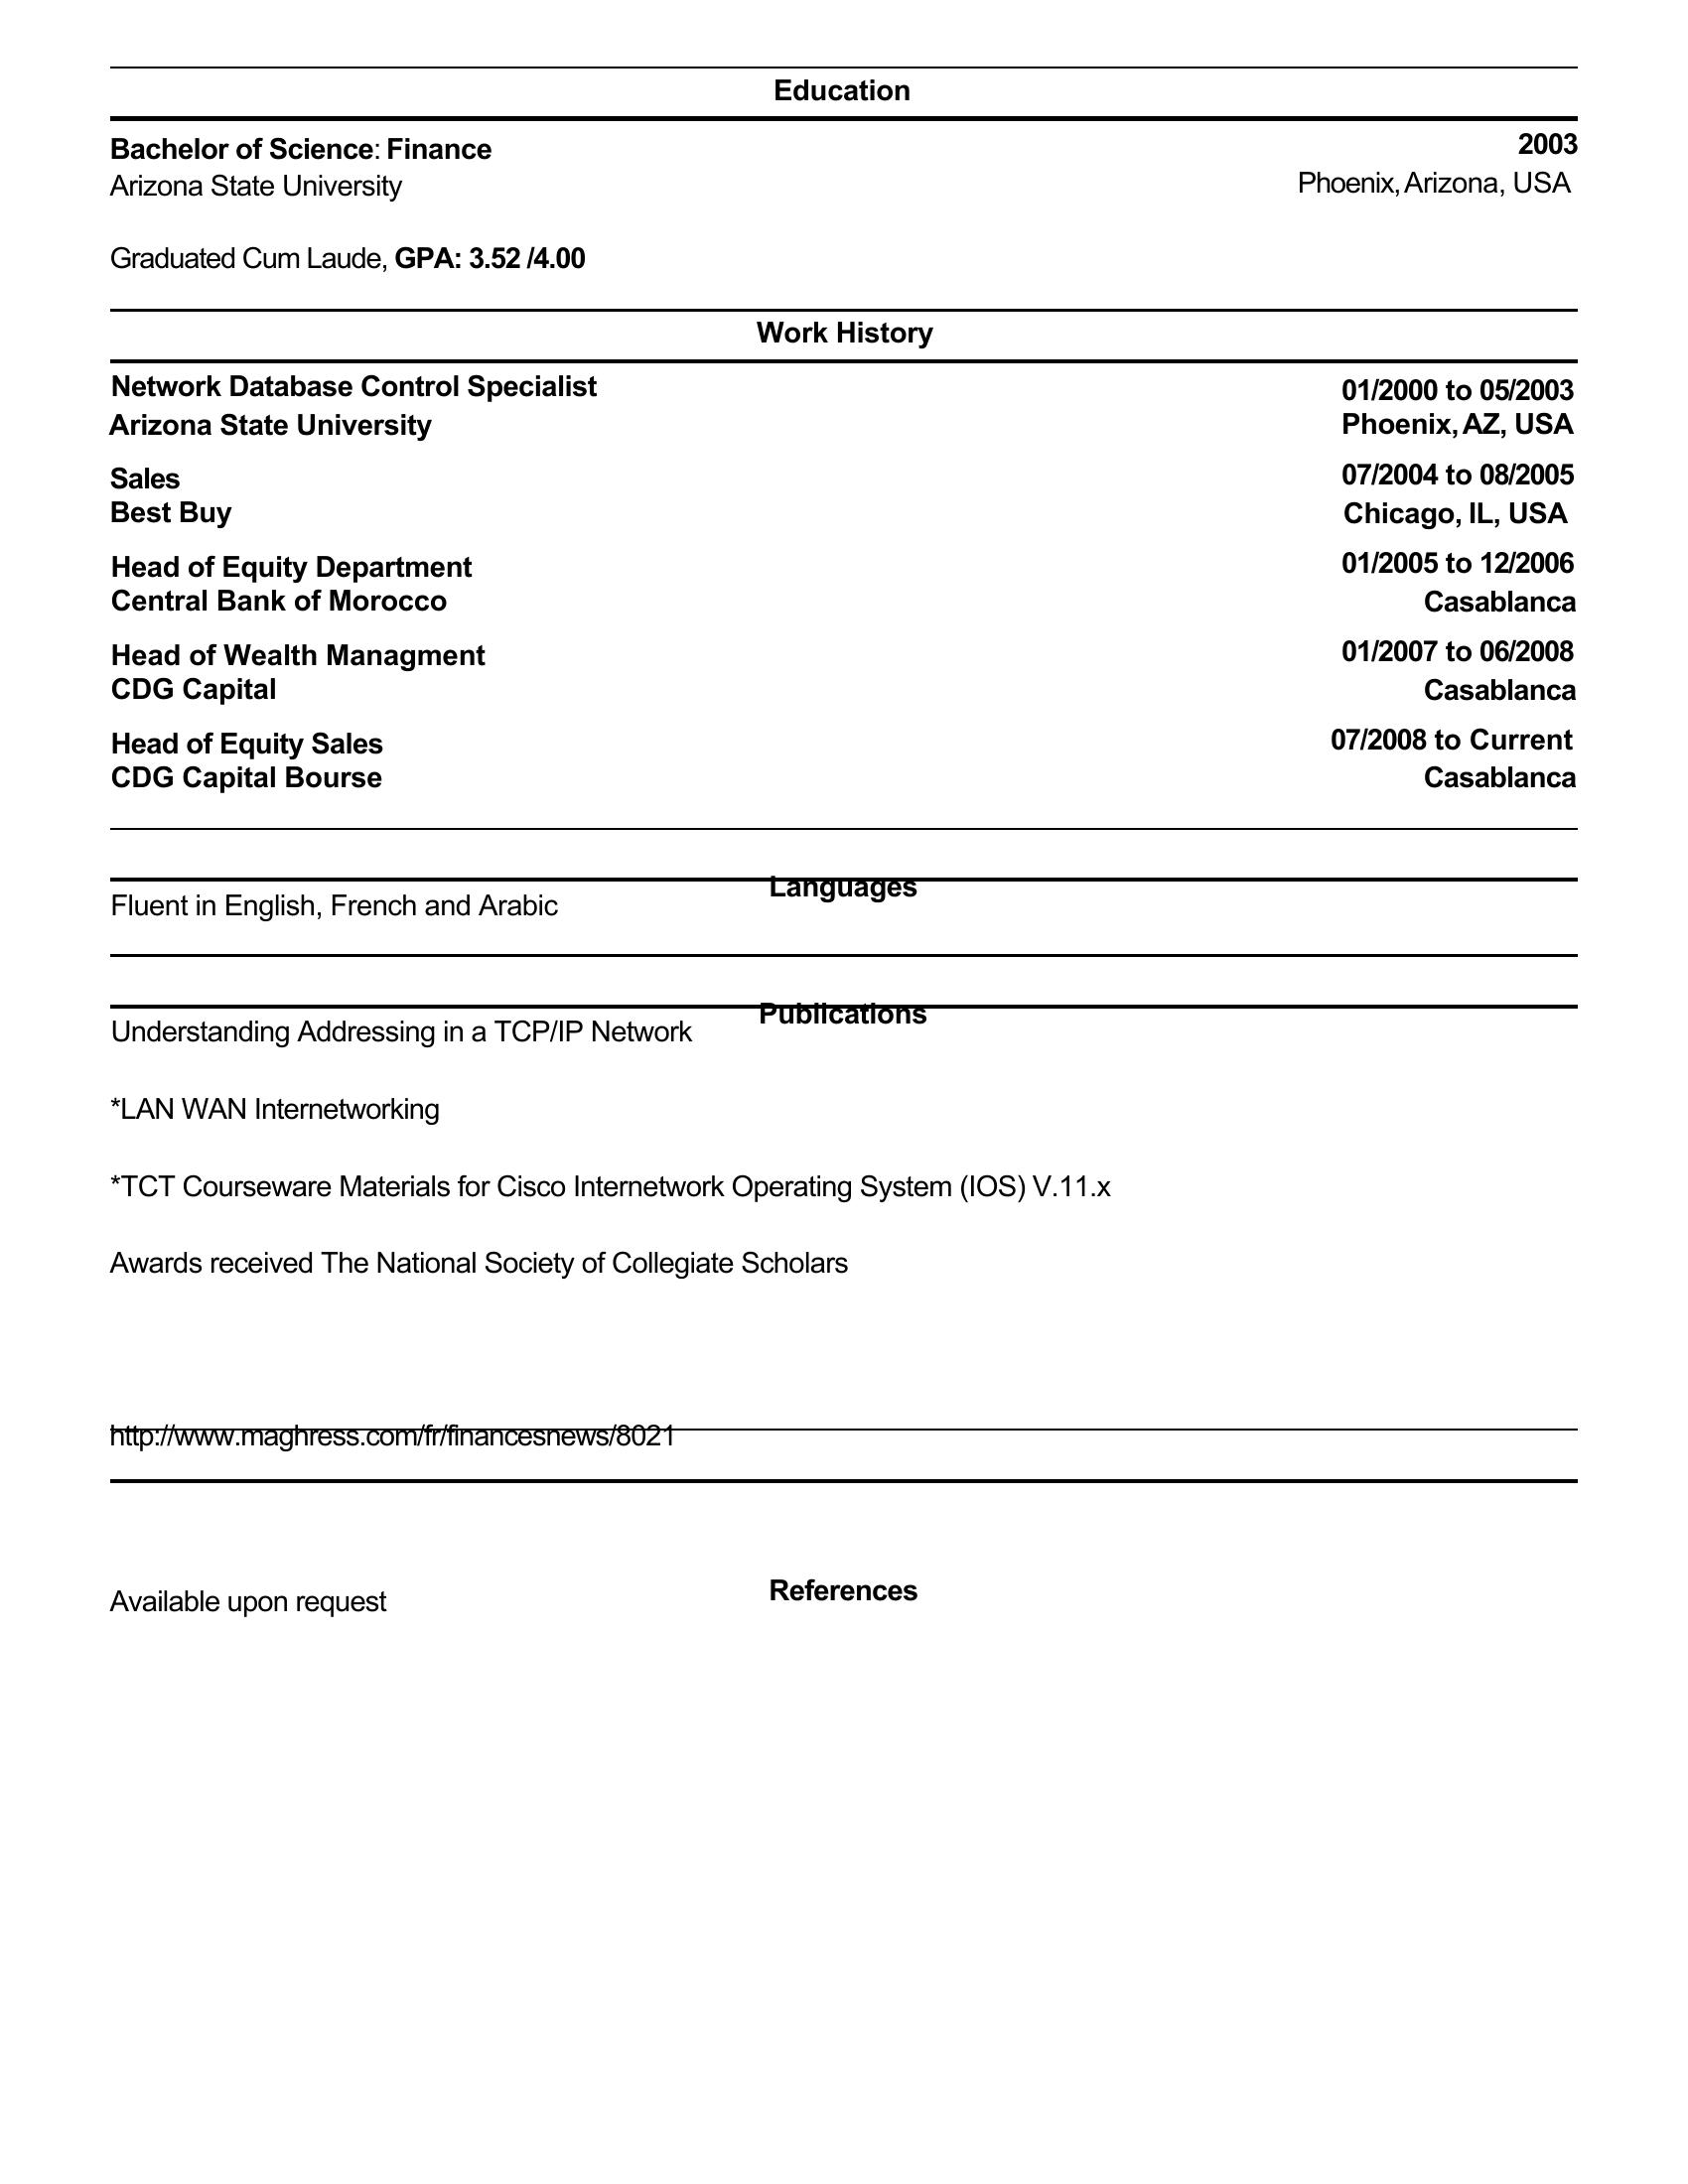 Education
Bachelor of Science: Finance 2003
Arizona State University Phoenix, Arizona, USA
Graduated Cum Laude, GPA: 3.52 /4.00
Work History
Network Database Control Specialist 01/2000 to 05/2003
Arizona State University Phoenix, AZ, USA
Sales 07/2004 to 08/2005
Best Buy Chicago, IL, USA
Head of Equity Department 01/2005 to 12/2006
Central Bank of Morocco Casablanca
Head of Wealth Managment 01/2007 to 06/2008
CDG Capital Casablanca
Head of Equity Sales 07/2008 to Current
CDG Capital Bourse Casablanca
Languages
Fluent in English, French and Arabic
Publications
Understanding Addressing in a TCP/IP Network
*LAN WAN Internetworking
*TCT Courseware Materials for Cisco Internetwork Operating System (IOS) V.11.x
Awards received The National Society of Collegiate Scholars
http://www.maghress.com/fr/financesnews/8021
References
Available upon request